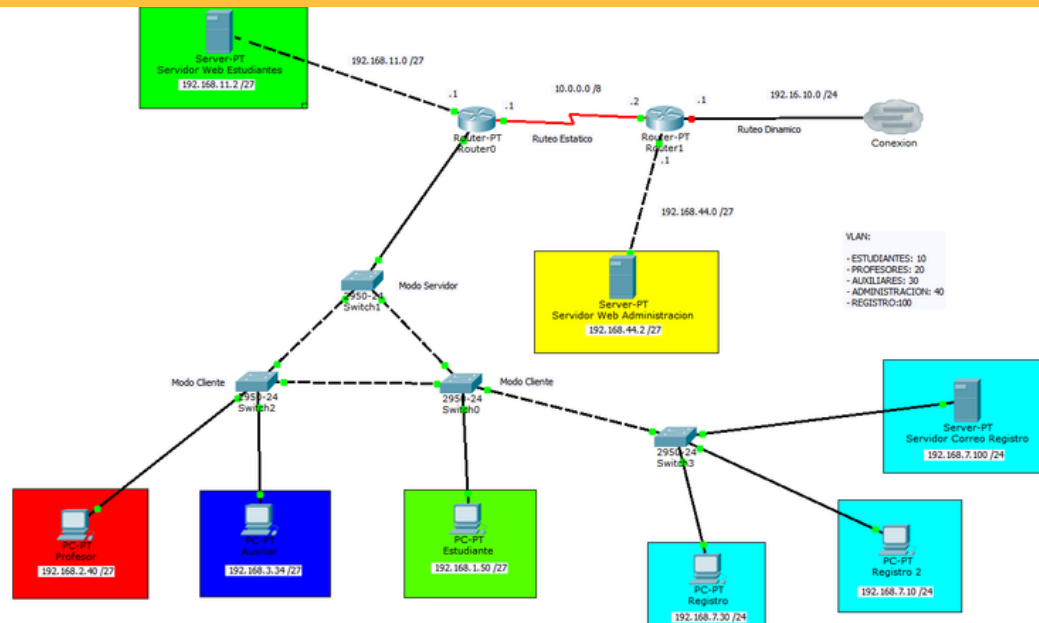 Server-PT
Servidor Web Estudiantes
192.168.11.2 /27
192.168.11.0 /27
.1
.1
Router-PT
Router0
10.0.0.0 /8
Ruteo Estatico
.2
.1
Router-PT
Router1
.1
192.16.10.0 /24
Ruteo Dinamico
Conexion
192.168.44.0 /27
Server-PT
Servidor Web Administracion
192.168.44.2 /27
VLAN:
- ESTUDIANTES: 10
- PROFESORES: 20
- AUXILIARES: 30
- ADMINISTRACION: 40
- REGISTRO:100
2950-24
Switch1
Modo Servidor
Modo Cliente
2950-24
Switch2
Modo Cliente
2950-24
Switch0
2950-24
Switch3
Server-PT
Servidor Correo Registro
192.168.7.100 /24
PC-PT
Profesor
192.168.2.40 /27
PC-PT
Auxiliar
192.168.3.34 /27
PC-PT
Estudiante
192.168.1.50 /27
PC-PT
Registro
192.168.7.30 /24
PC-PT
Registro 2
192.168.7.10 /24